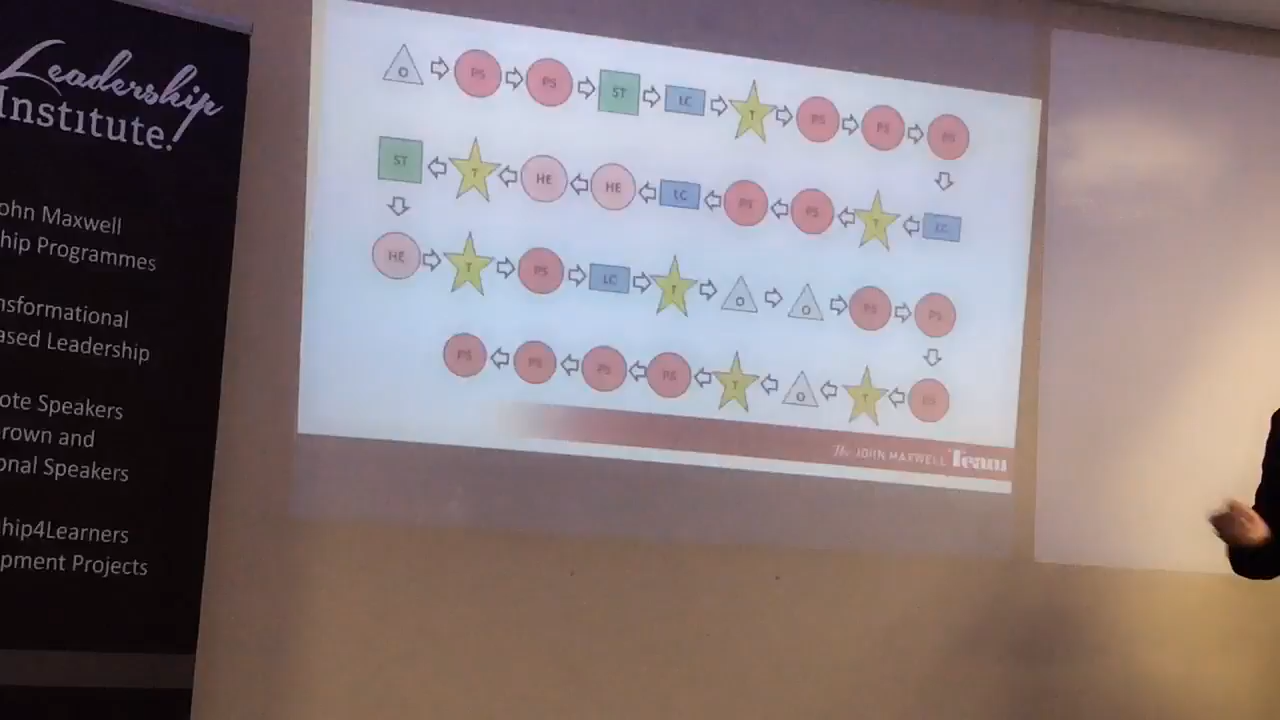 Leadership
Institute!
ohn Maxwell
hip Programmes
nsformational
ased Leadership
ote Speakers
rown and
onal Speakers
hip4Learners
pment Projects
O PS PS ST LC T PS PS PS
ST T HE HE LC PS PS T LC
HE T PS LC T O O PS PS
PS PS PS PS T O T PS
The JOHN MAXWELL Team